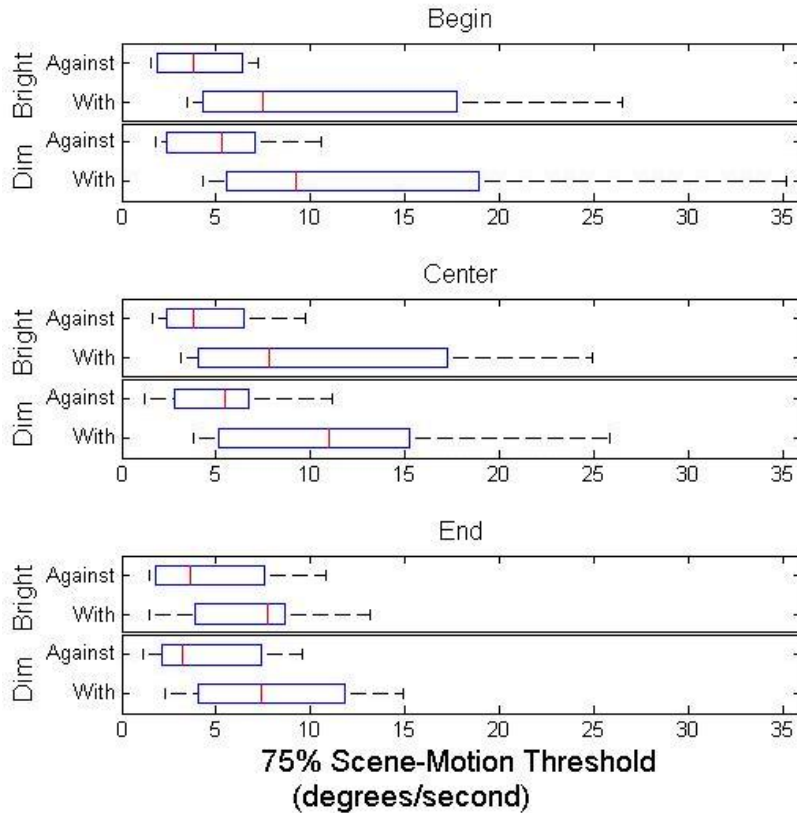 Begin
Bright
Against
With
Dim
Against
With
0 5 10 15 20 25 30 35
Center
Bright
Against
With
Dim
Against
With
0 5 10 15 20 25 30 35
End
Bright
Against
With
Dim
Against
With
0 5 10 15 20 25 30 35
75% Scene-Motion Threshold
(degrees/second)